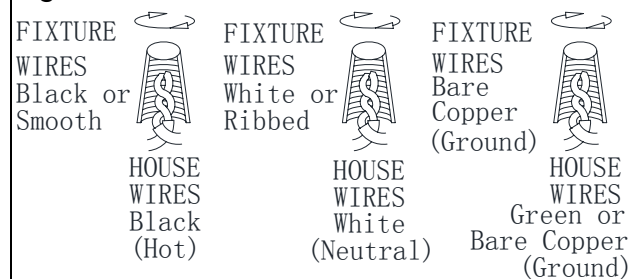 FIXTURE
WIRES
Black or
Smooth
HOUSE
WIRES
Black
(Hot)
FIXTURE
WIRES
White or
Ribbed
HOUSE
WIRES
White
(Neutral)
FIXTURE
WIRES
Bare
Copper
(Ground)
HOUSE
WIRES
Green or
Bare Copper
(Ground)